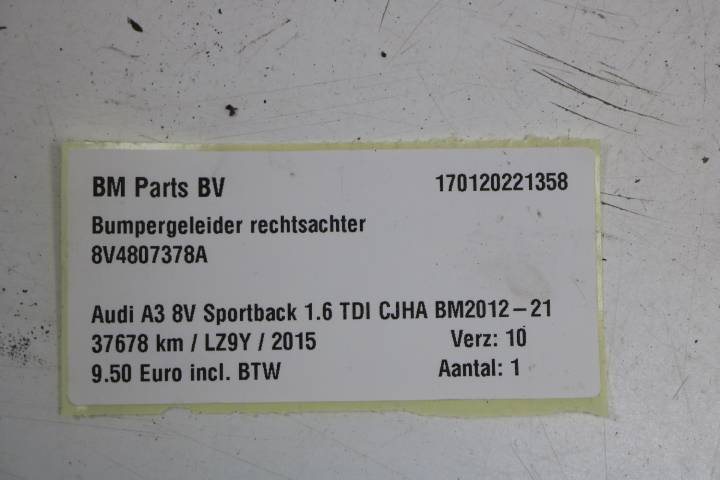 BM Parts BV 170120221358
Bumpergeleider rechtsachter
8V4807378A
Audi A3 8V Sportback 1.6 TDI CJHA BM2012-21
37678 km / LZ9Y / 2015 Verz: 10
9.50 Euro incl. BTW Aantal: 1